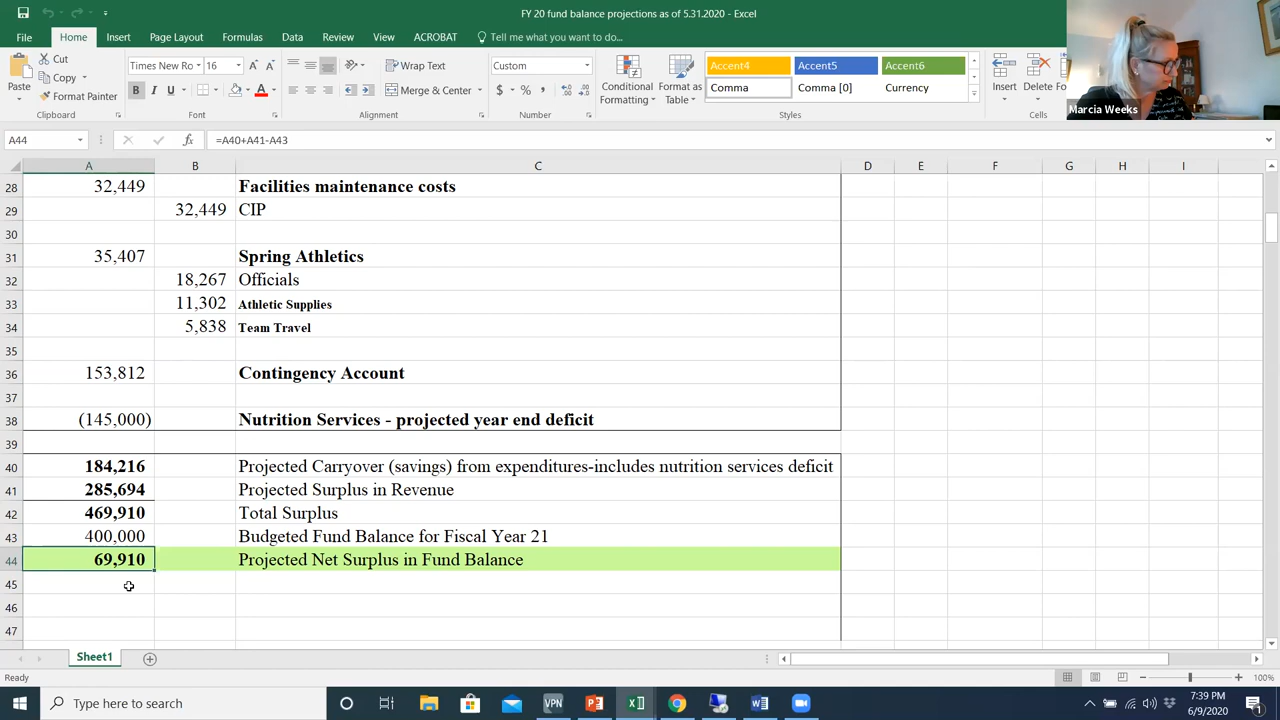 FY 20 fund balance projections as of 5.31.2020 - Excel
File Home Insert Page Layout Formulas Data Review View ACROBAT Tell me what you want to do...
Cut
Copy
Format Painter
Paste
Clipboard
Times New Ro 16
B I U
Font
Wrap Text
Merge & Center
Alignment
Custom
$ % ,
Number
Conditional Formatting
Format as Table
Accent4 Accent5 Accent6
Comma Comma [0] Currency
Styles
Insert Delete Fo
Cells
Marcia Weeks
A44 fx =A40+A41-A43
A B C D E F G H I
28 32,449 Facilities maintenance costs
29 32,449 CIP
30
31 35,407 Spring Athletics
32 18,267 Officials
33 11,302 Athletic Supplies
34 5,838 Team Travel
35
36 153,812 Contingency Account
37
38 (145,000) Nutrition Services - projected year end deficit
39
40 184,216 Projected Carryover (savings) from expenditures-includes nutrition services deficit
41 285,694 Projected Surplus in Revenue
42 469,910 Total Surplus
43 400,000 Budgeted Fund Balance for Fiscal Year 21
44 69,910 Projected Net Surplus in Fund Balance
45
46
47
Sheet1
Ready 100%
Type here to search
VPN
7:39 PM
6/9/2020